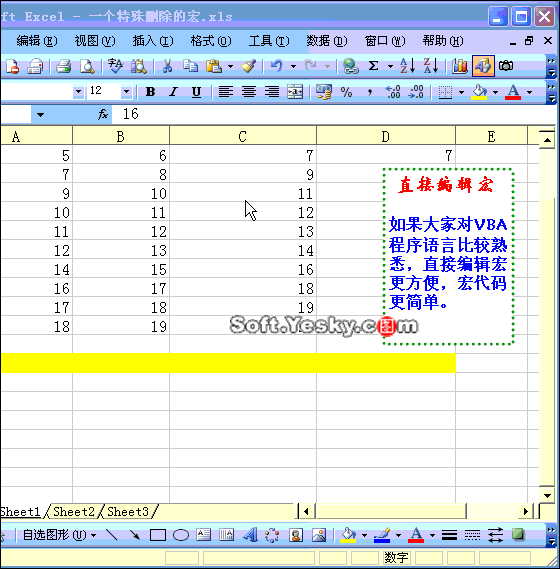 ft Excel - 一个特殊删除的宏.xls
编辑(E) 视图(V) 插入(I) 格式(O) 工具(T) 数据(D) 窗口(W) 帮助(H)
12 B I U
fx 16
A B C D E
5 6 7 7
7 8 9
9 10 11
10 11 12
11 12 13
12 13 14
14 15 16
16 17 18
17 18 19
18 19
直接编辑宏
如果大家对VBA
程序语言比较熟
悉，直接编辑宏
更方便，宏代码
更简单。
Soft.Yesky.com
图
Sheet1 Sheet2 Sheet3
自选图形(U)
数字